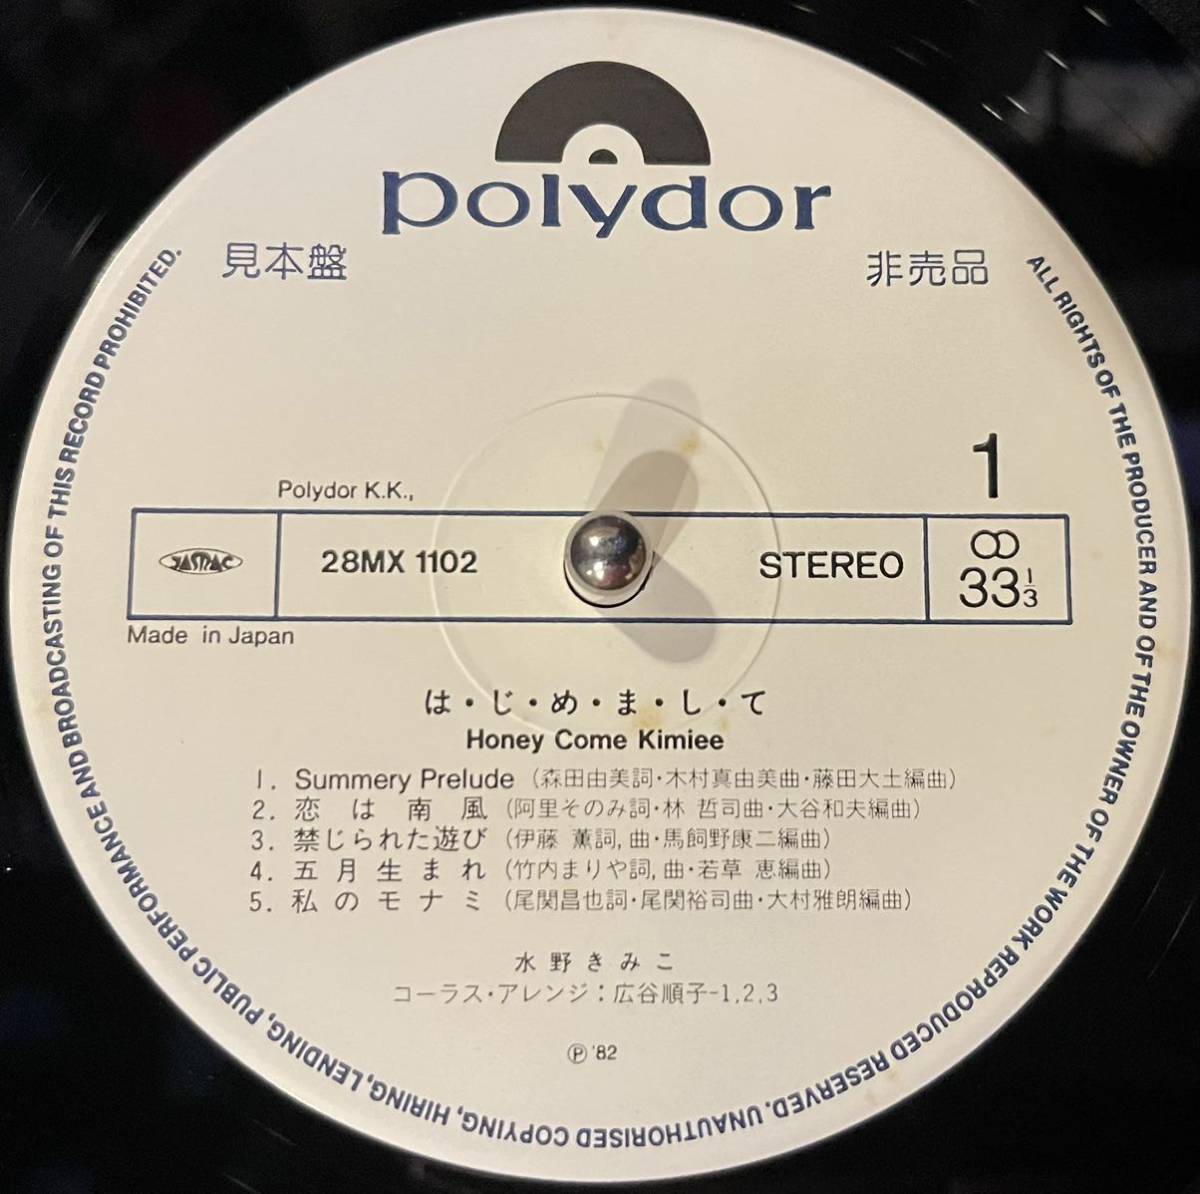 polydor
見本盤
非売品
1
Polydor K.K.,
JASRAC
28MX 1102
STEREO
33 1/3
Made in Japan
は・じ・め・ま・し・て
Honey Come Kimiee
1. Summery Prelude (森田由美詞・木村真由美曲・藤田大土編曲)
2. 恋は南風 (阿里そのみ詞・林 哲司曲・大谷和夫編曲)
3. 禁じられた遊び (伊藤 薫詞, 曲・馬飼野康二編曲)
4. 五月生まれ (竹内まりや詞, 曲・若草 恵編曲)
5. 私のモナミ (尾関昌也詞・尾関裕司曲・大村雅朗編曲)
水野きみこ
コーラス・アレンジ：広谷順子-1,2,3
Ⓟ '82
ALL RIGHTS OF THE PRODUCER AND OF THE OWNER OF THE WORK REPRODUCED RESERVED. UNAUTHORISED COPYING, HIRING, LENDING, PUBLIC PERFORMANCE AND BROADCASTING OF THIS RECORD PROHIBITED.